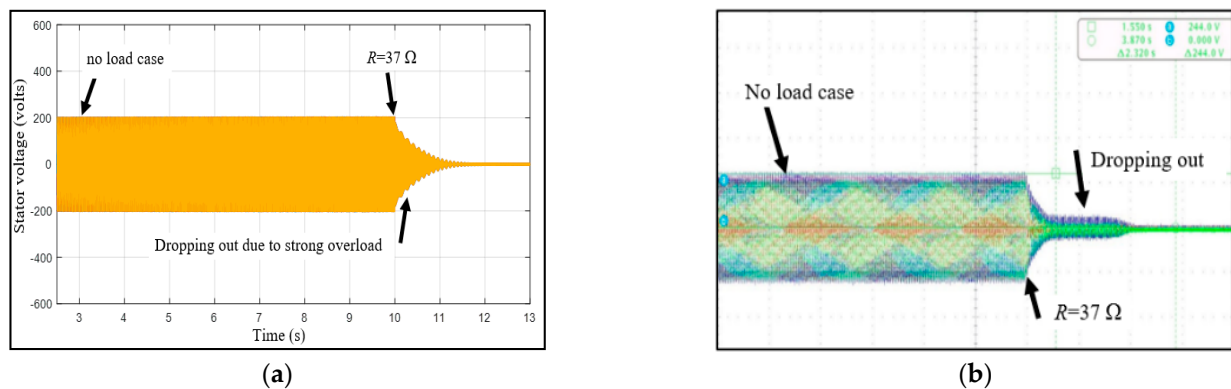 600
no load case
R=37 Ω
400
200
0
-200
Dropping out due to strong overload
-400
-600
Stator voltage (volts)
3 4 5 6 7 8 9 10 11 12 13
Time (s)
(a)
1.550 s 244.0 V
3.870 s 0.000 V
Δ2.320 s Δ244.0 V
No load case
Dropping out
R=37 Ω
(b)